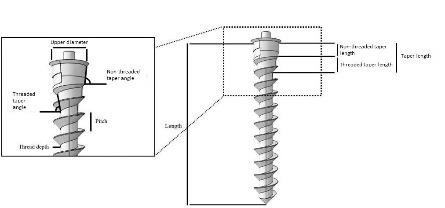 Upper diameter
Non-threaded
taper angle
Threaded
taper
angle
Pitch
Thread depth
Length
Non-threaded taper
length
Threaded taper length
Taper length